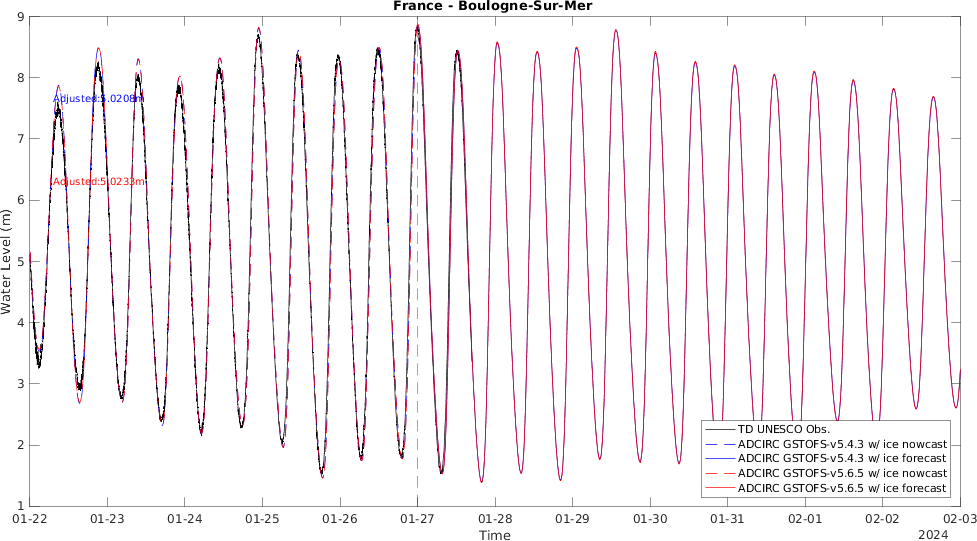 France - Boulogne-Sur-Mer
9
8
7
6
5
4
3
2
1
Water Level (m)
Adjusted:5.0208m
Adjusted:5.0233m
TD UNESCO Obs.
ADCIRC GSTOFS-v5.4.3 w/ ice nowcast
ADCIRC GSTOFS-v5.4.3 w/ ice forecast
ADCIRC GSTOFS-v5.6.5 w/ ice nowcast
ADCIRC GSTOFS-v5.6.5 w/ ice forecast
01-22 01-23 01-24 01-25 01-26 01-27 01-28 01-29 01-30 01-31 02-01 02-02 02-03
Time
2024